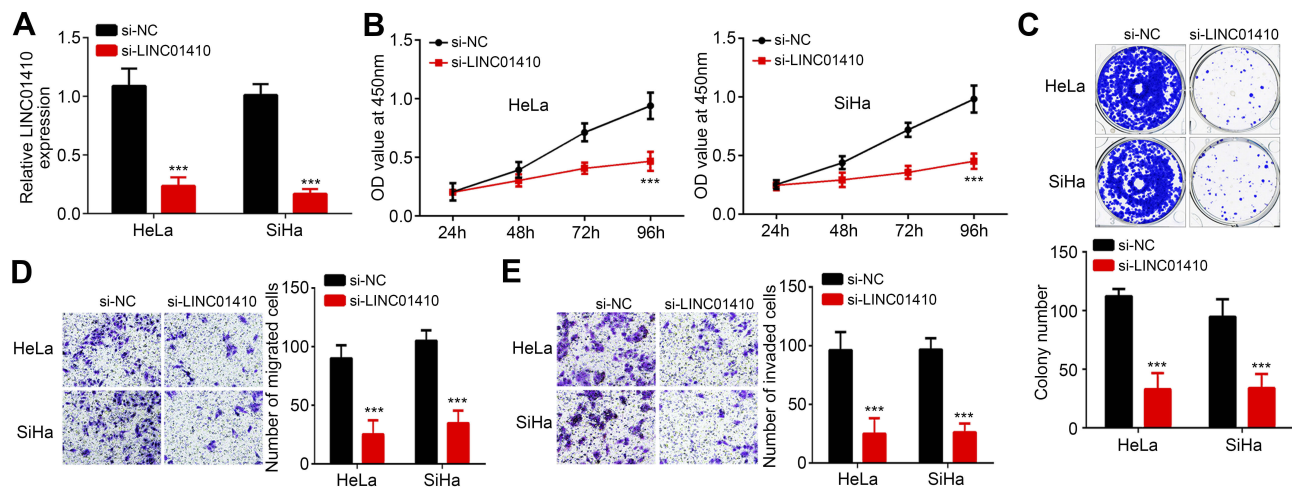 A
si-NC
si-LINC01410
Relative LINC01410
expression
1.5
1.0
0.5
0.0
***
***
HeLa
SiHa
B
si-NC
si-LINC01410
OD value at 450nm
1.5
1.0
0.5
0.0
HeLa
***
24h
48h
72h
96h
si-NC
si-LINC01410
OD value at 450nm
1.5
1.0
0.5
0.0
SiHa
***
24h
48h
72h
96h
C
si-NC
si-LINC01410
HeLa
SiHa
si-NC
si-LINC01410
Colony number
150
100
50
0
***
***
HeLa
SiHa
D
si-NC
si-LINC01410
HeLa
SiHa
si-NC
si-LINC01410
Number of migrated cells
150
100
50
0
***
***
HeLa
SiHa
E
si-NC
si-LINC01410
HeLa
SiHa
si-NC
si-LINC01410
Number of invaded cells
150
100
50
0
***
***
HeLa
SiHa